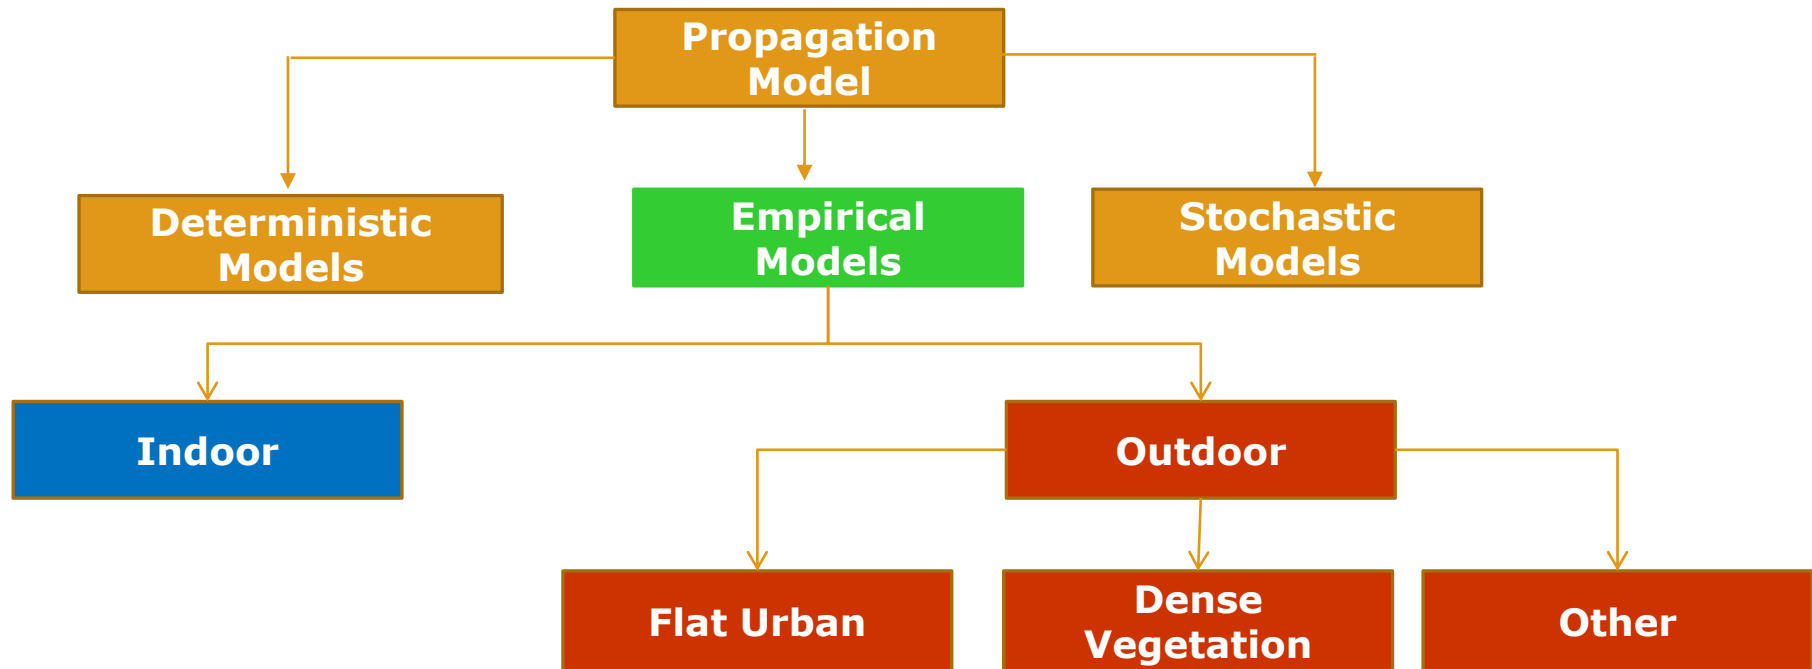 Propagation
Model
Deterministic
Models
Empirical
Models
Stochastic
Models
Indoor
Outdoor
Flat Urban
Dense
Vegetation
Other